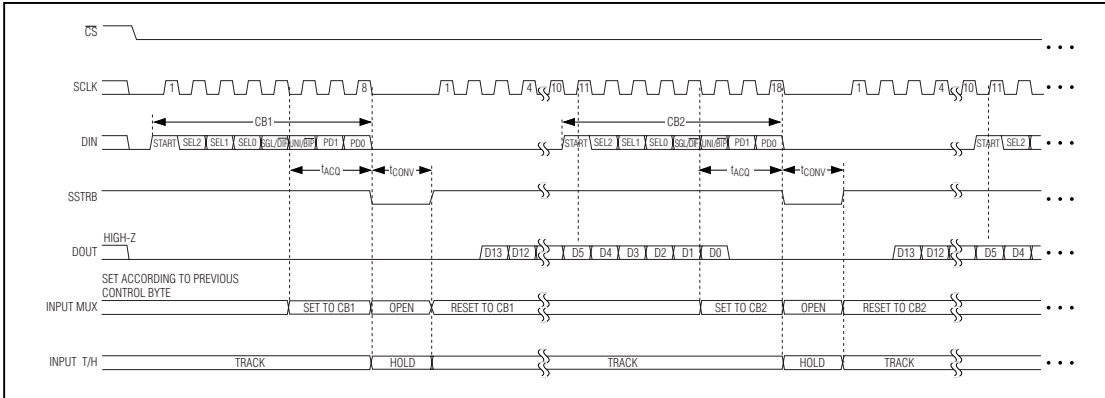 CS
SCLK 1 8 1 4 10 11 18 1 4 10 11
CB1 CB2
DIN START SEL2 SEL1 SEL0 SGL/DIF UNI/BIP PD1 PD0 START SEL2 SEL1 SEL0 SGL/DIF UNI/BIP PD1 PD0 START SEL2
tACQ tCONV tACQ tCONV
SSTRB
HIGH-Z
DOUT D13 D12 D5 D4 D3 D2 D1 D0 D13 D12 D5 D4
SET ACCORDING TO PREVIOUS
CONTROL BYTE
INPUT MUX SET TO CB1 OPEN RESET TO CB1 SET TO CB2 OPEN RESET TO CB2
INPUT T/H TRACK HOLD TRACK HOLD TRACK